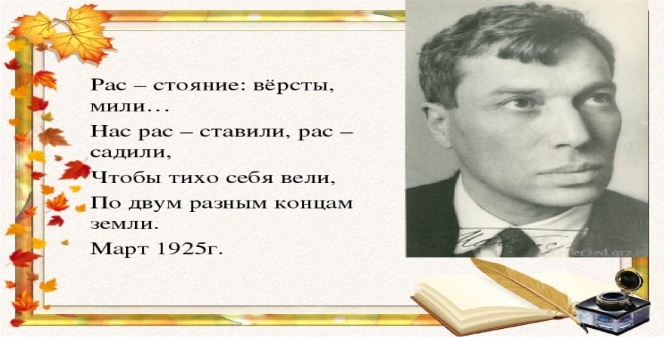 Рас – стояние: вёрсты,
мили…
Нас рас – ставили, рас –
садили,
Чтобы тихо себя вели,
По двум разным концам
земли.
Март 1925г.